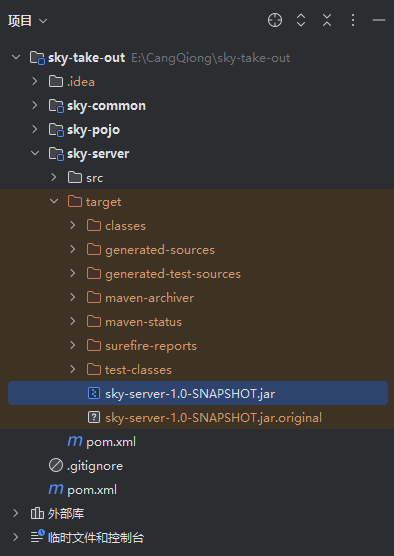 项目
sky-take-out E:\CangQiong\sky-take-out
.idea
sky-common
sky-pojo
sky-server
src
target
classes
generated-sources
generated-test-sources
maven-archiver
maven-status
surefire-reports
test-classes
sky-server-1.0-SNAPSHOT.jar
sky-server-1.0-SNAPSHOT.jar.original
pom.xml
.gitignore
pom.xml
外部库
临时文件和控制台